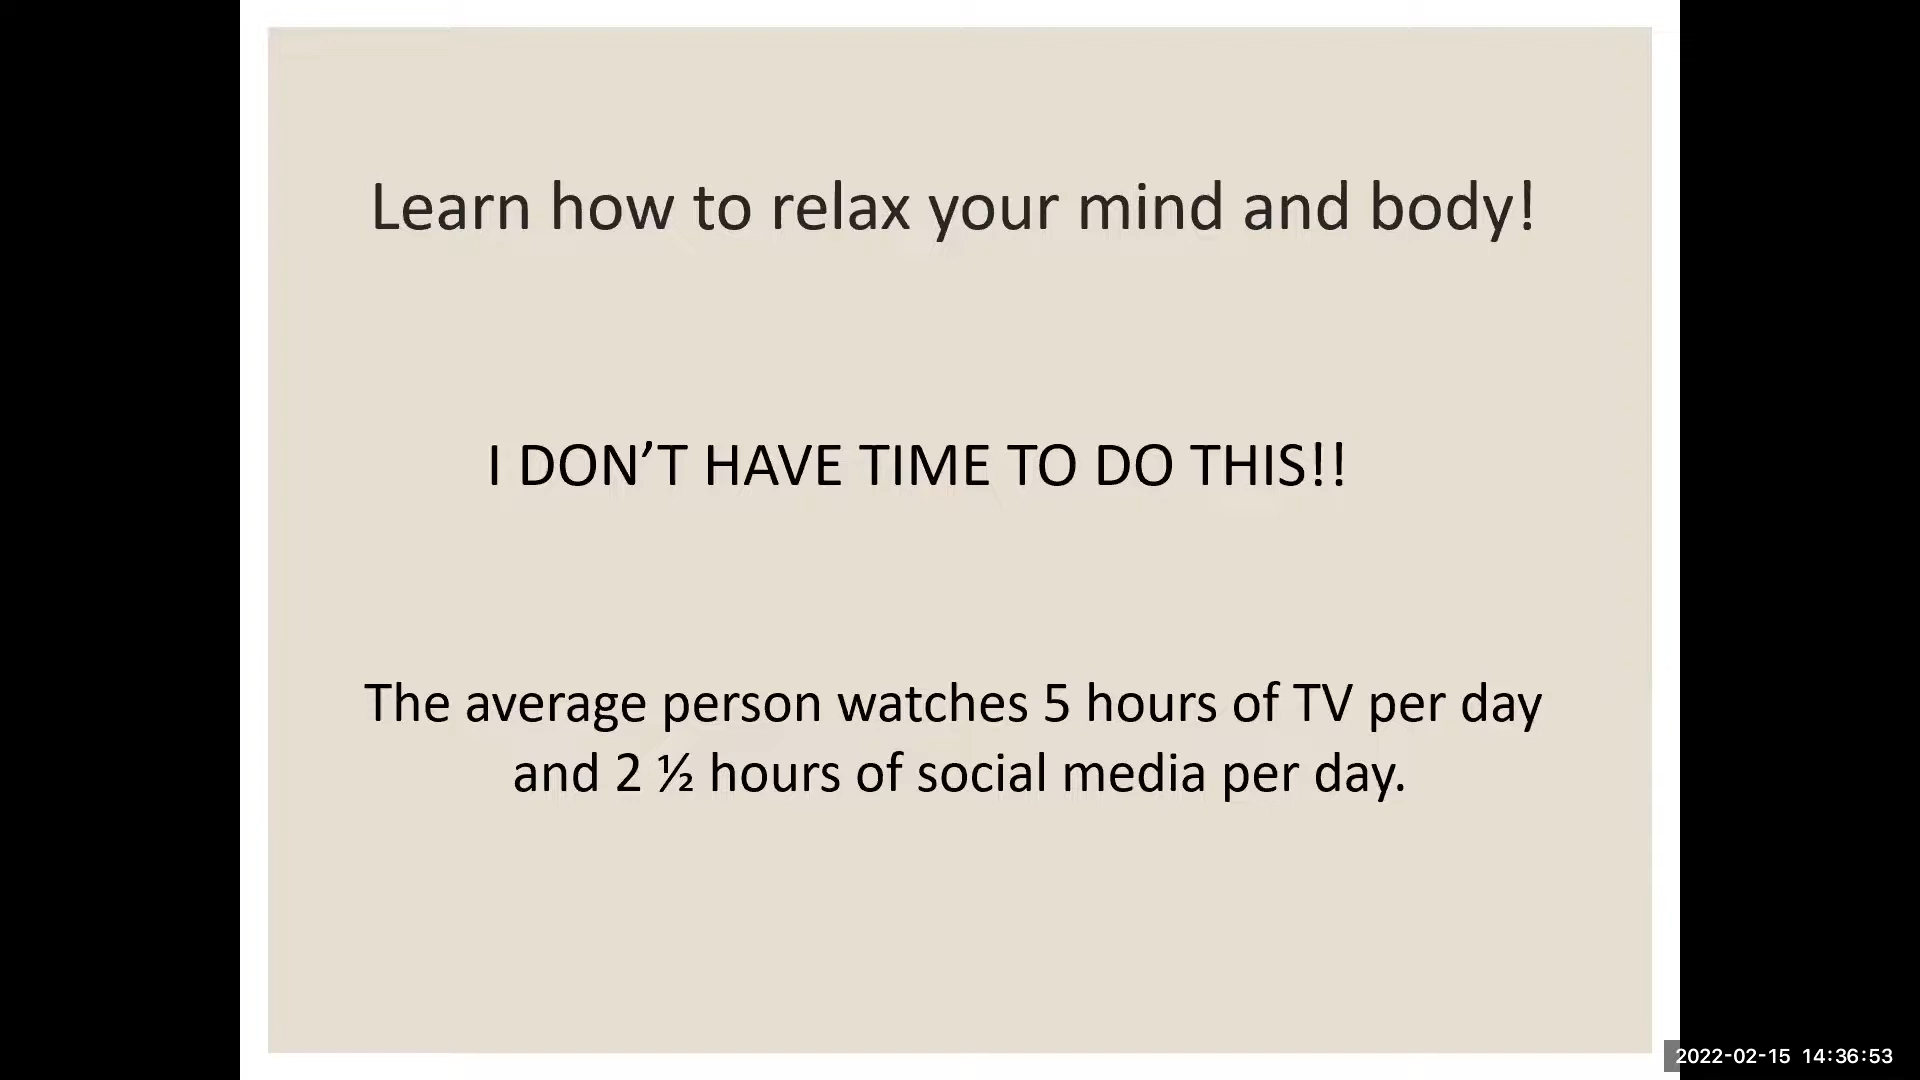 Learn how to relax your mind and body!
I DON’T HAVE TIME TO DO THIS!!
The average person watches 5 hours of TV per day
and 2 ½ hours of social media per day.
2022-02-15 14:36:53